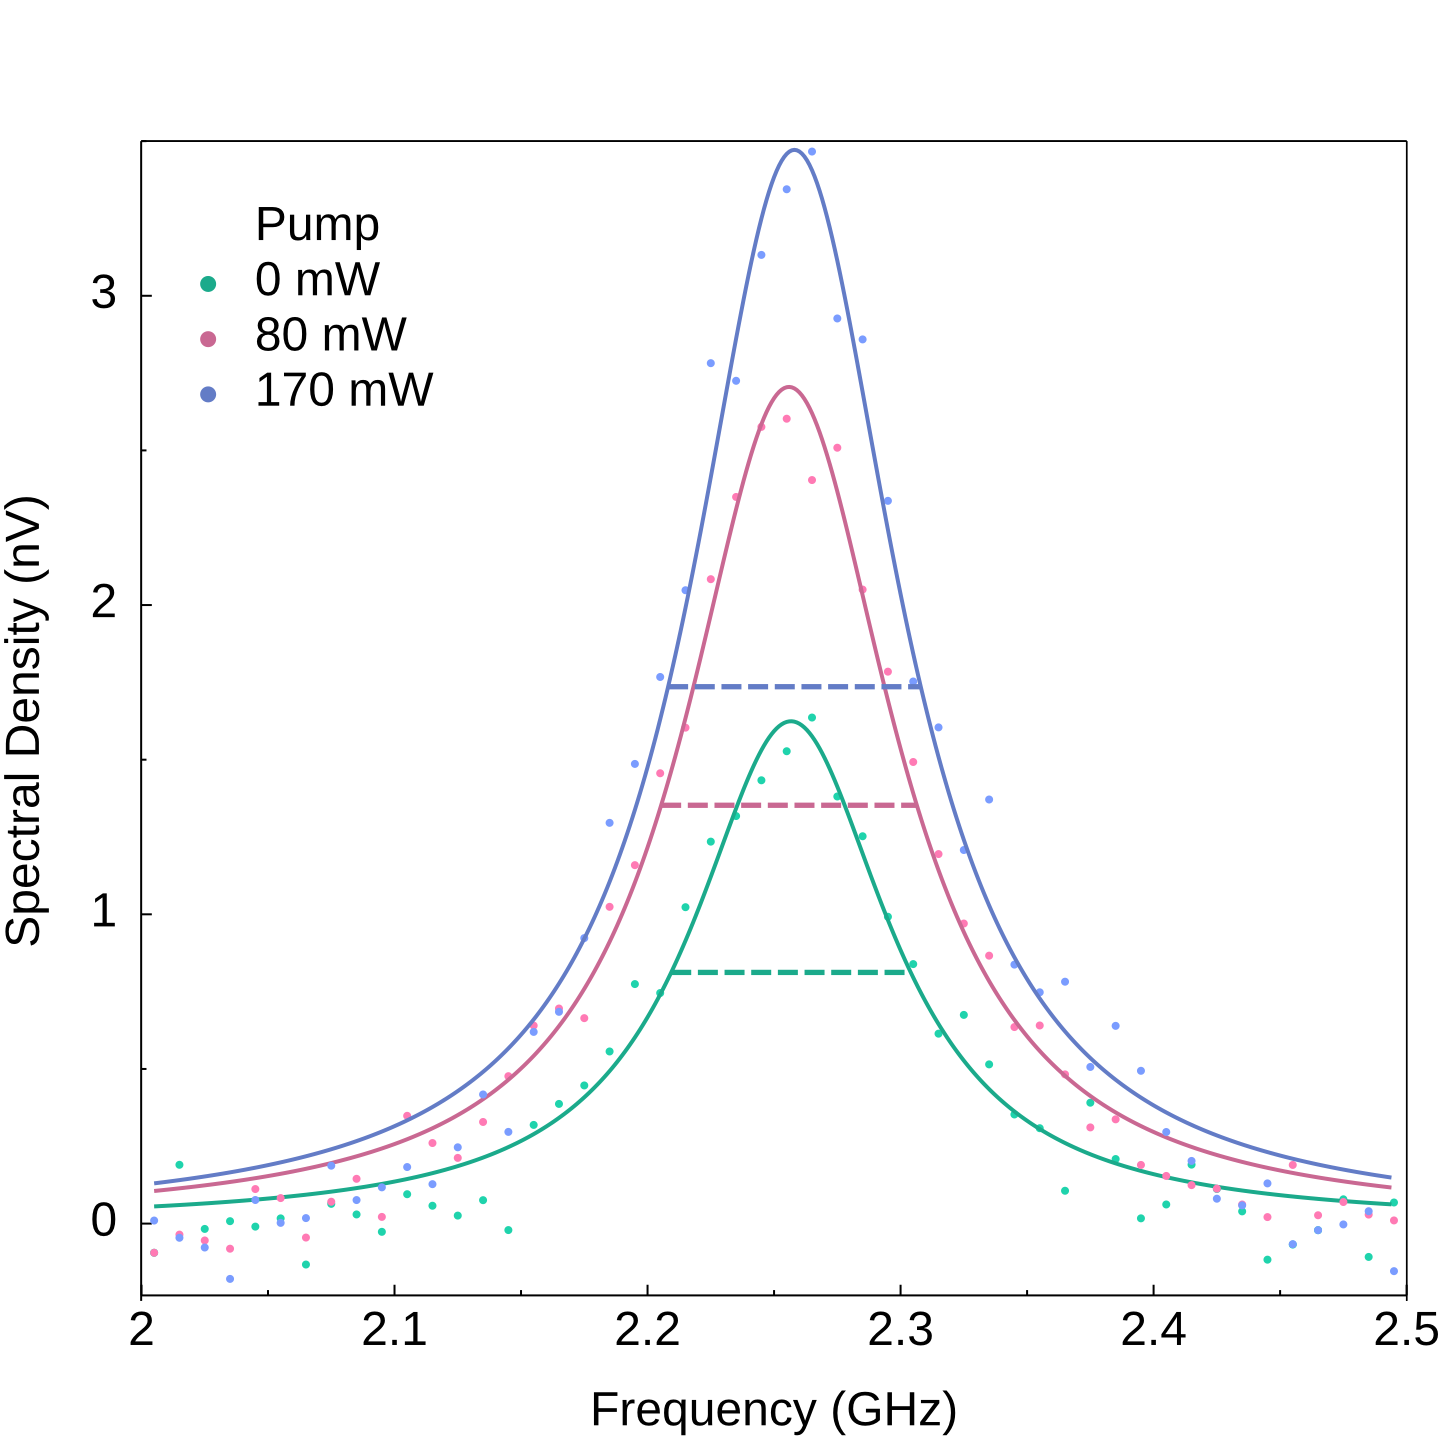 Pump
0 mW
80 mW
170 mW
3
2
1
0
Spectral Density (nV)
2 2.1 2.2 2.3 2.4 2.5
Frequency (GHz)